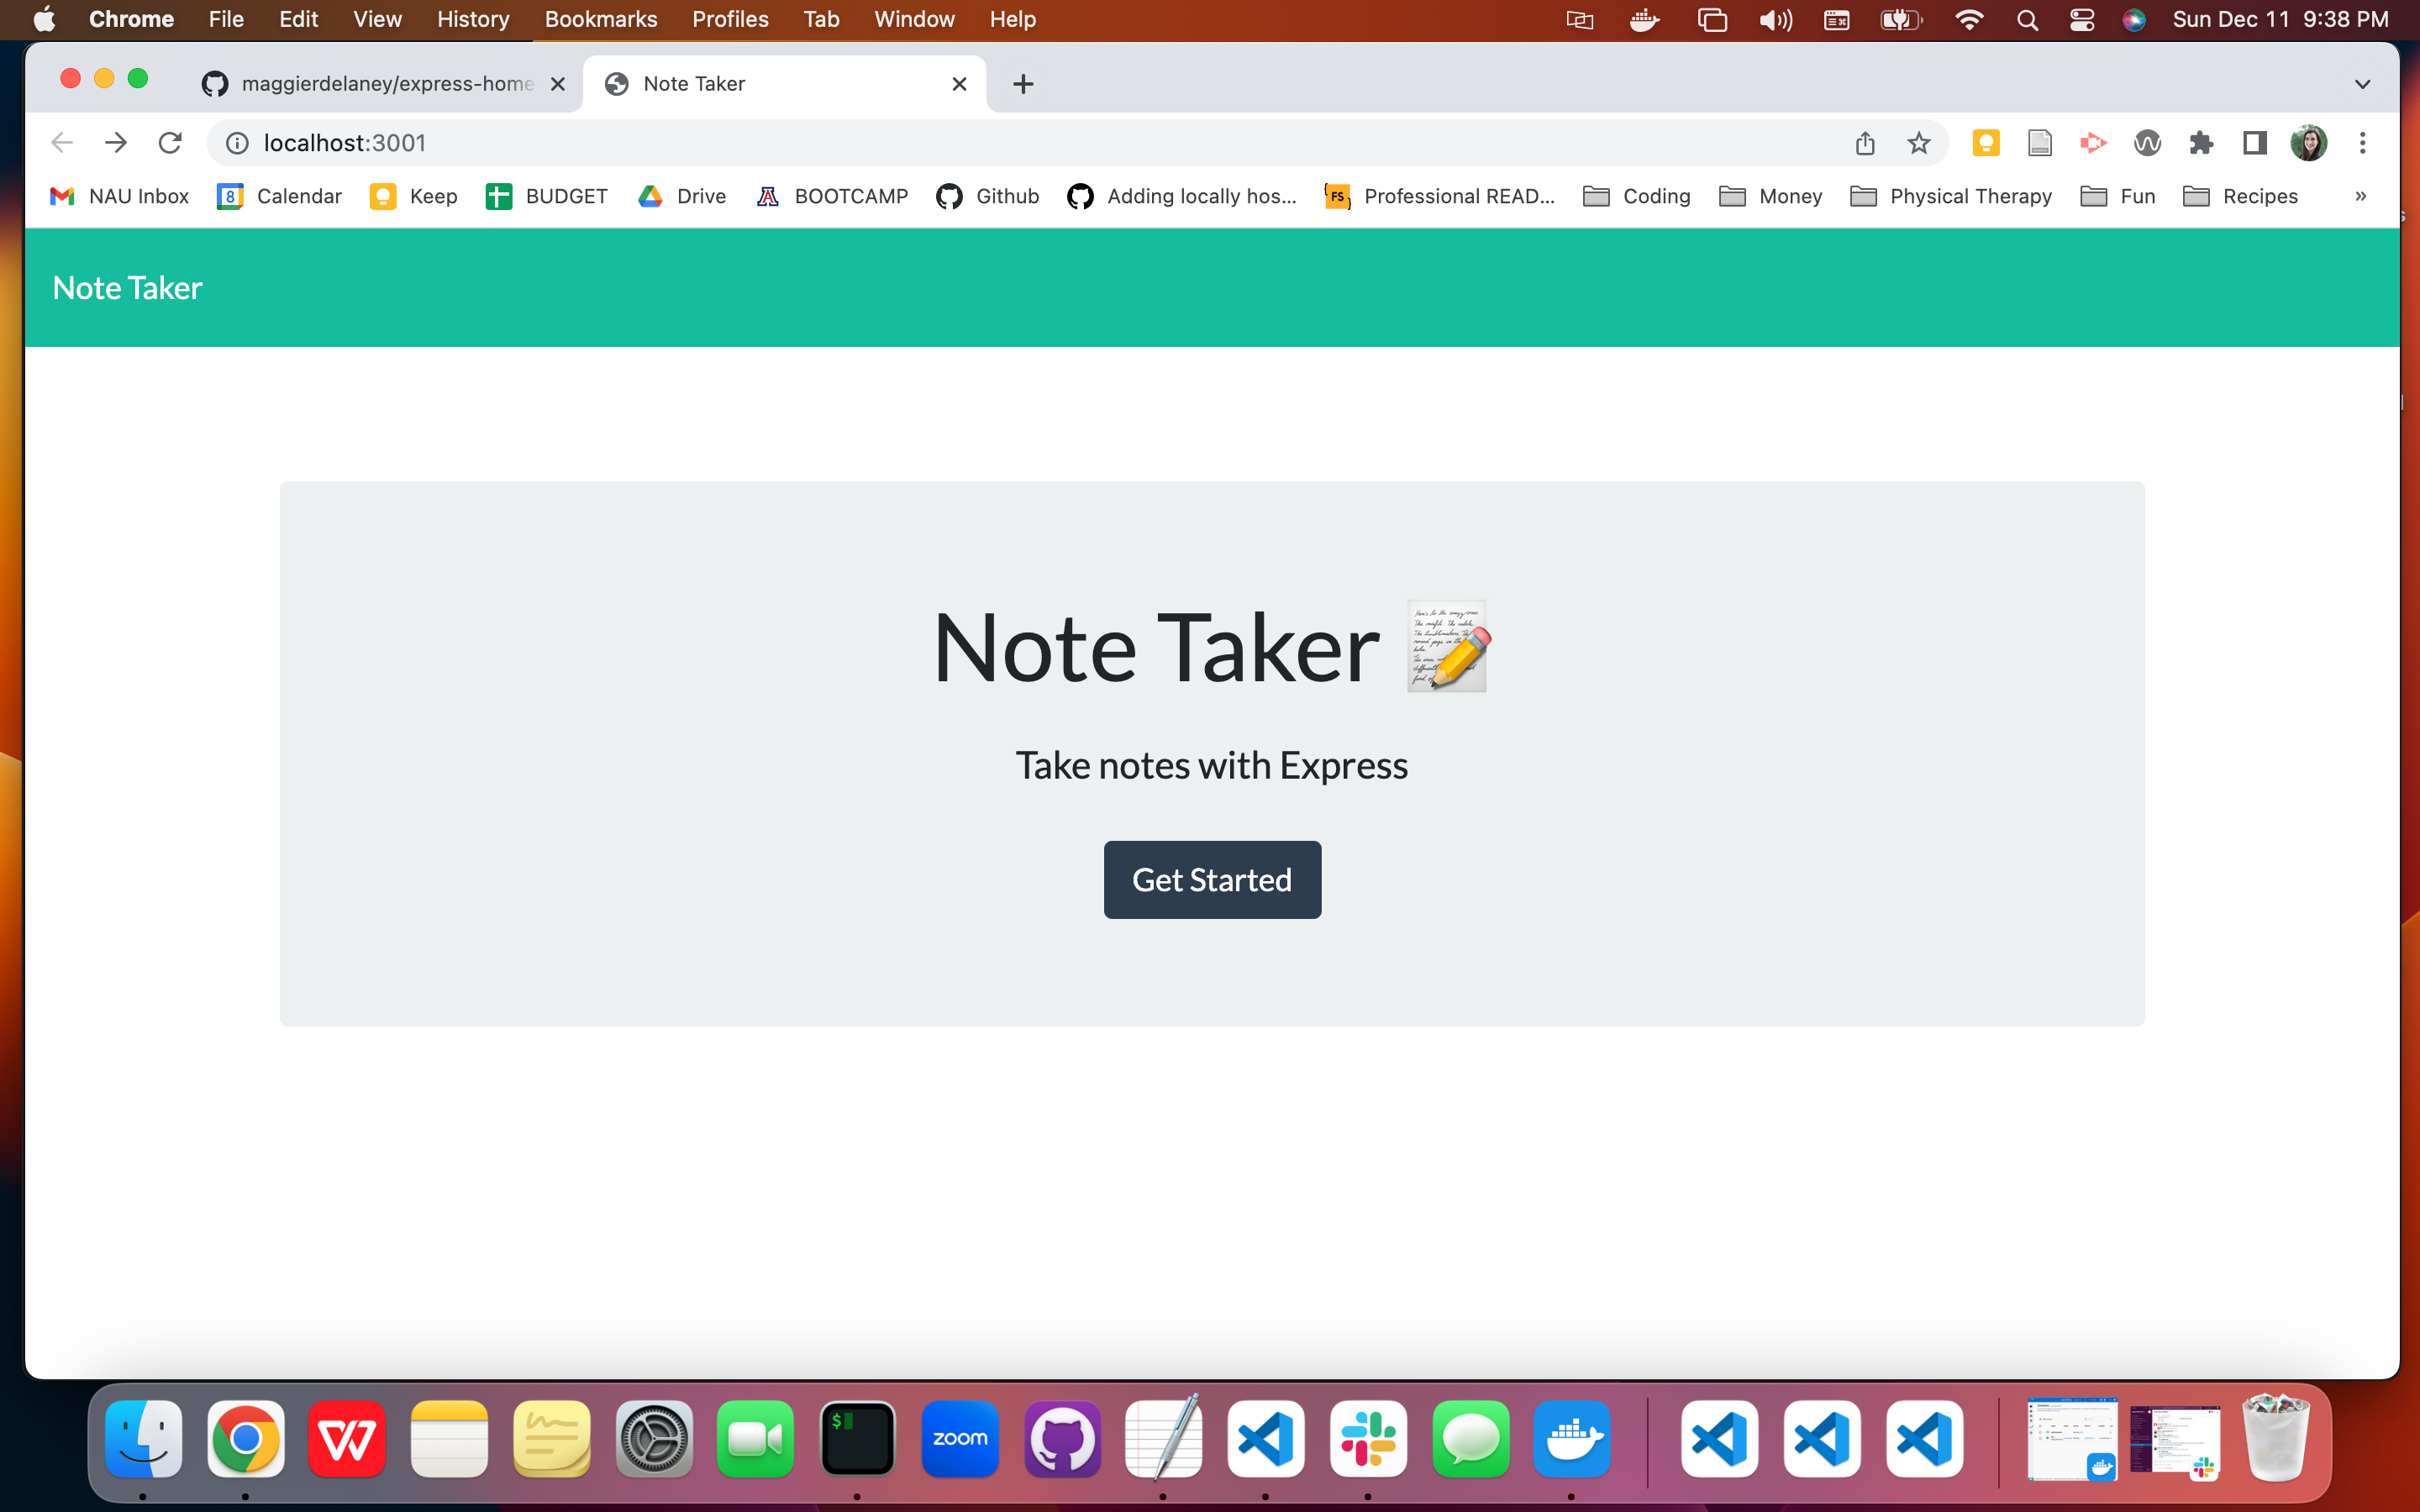 Chrome File Edit View History Bookmarks Profiles Tab Window Help Sun Dec 11 9:38 PM
maggierdelaney/express-home Note Taker
localhost:3001
NAU Inbox 8 Calendar Keep BUDGET Drive BOOTCAMP Github Adding locally hos... FS Professional READ... Coding Money Physical Therapy Fun Recipes »
Note Taker
Note Taker
Take notes with Express
Get Started
$
zoom